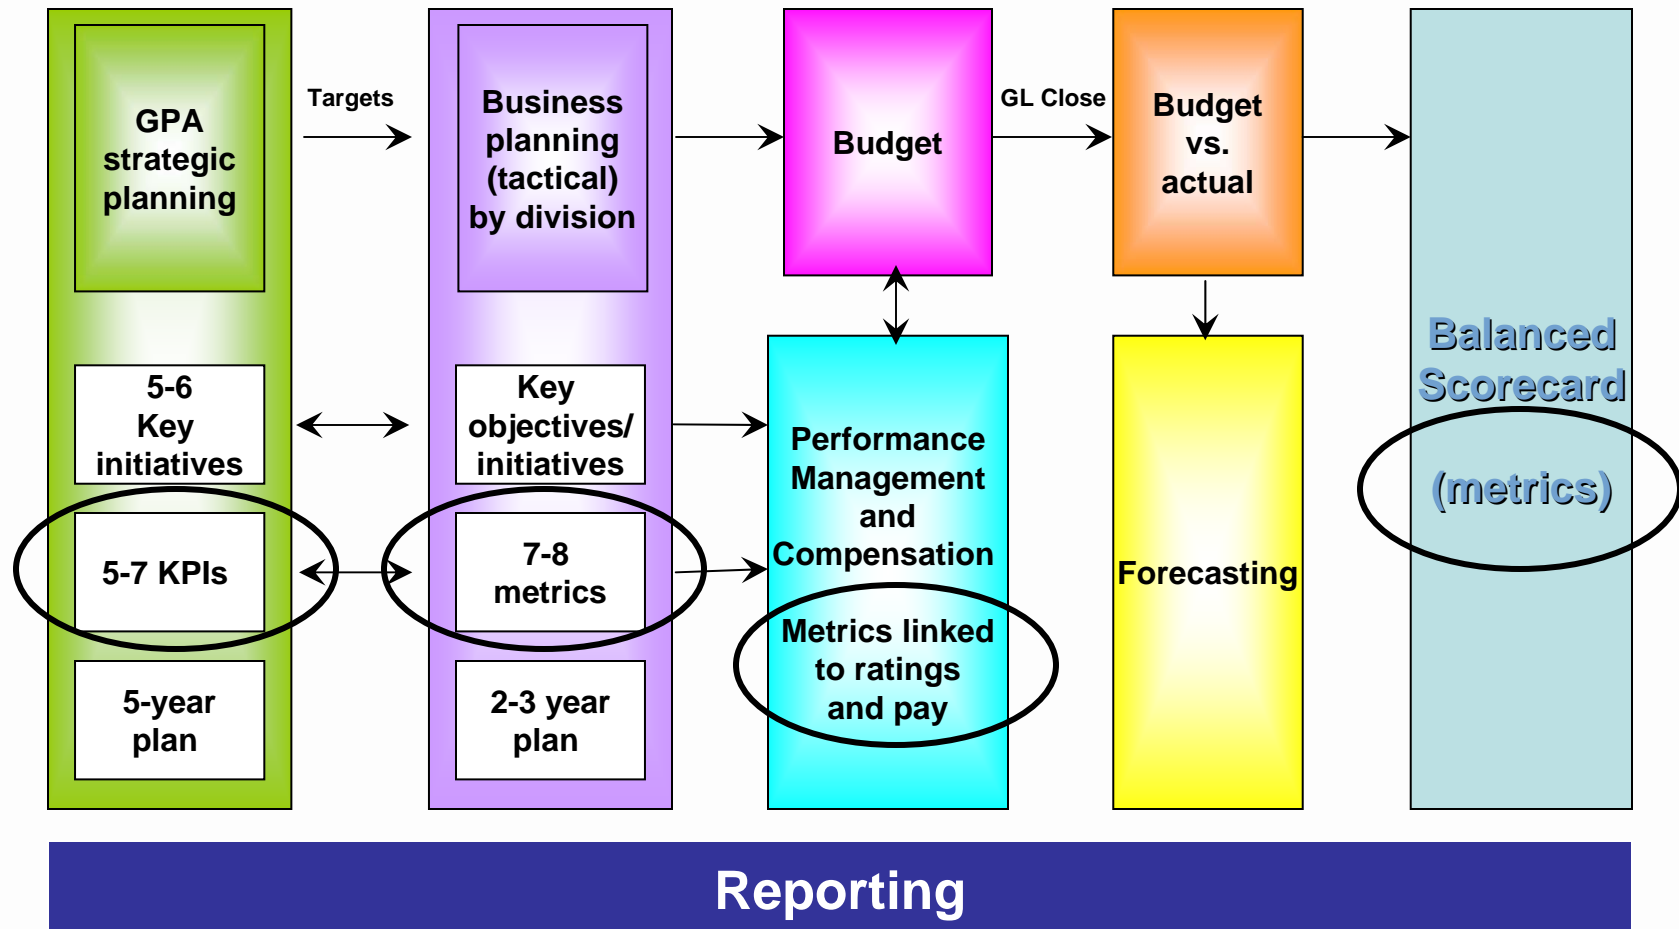 GPA
strategic
planning
Targets
Business
planning
(tactical)
by division
Budget
GL Close
Budget
vs.
actual
5-6
Key
initiatives
Key
objectives/
initiatives
5-7 KPIs
7-8
metrics
5-year
plan
2-3 year
plan
Performance
Management
and
Compensation
Metrics linked
to ratings
and pay
Forecasting
Balanced
Scorecard
(metrics)
Reporting